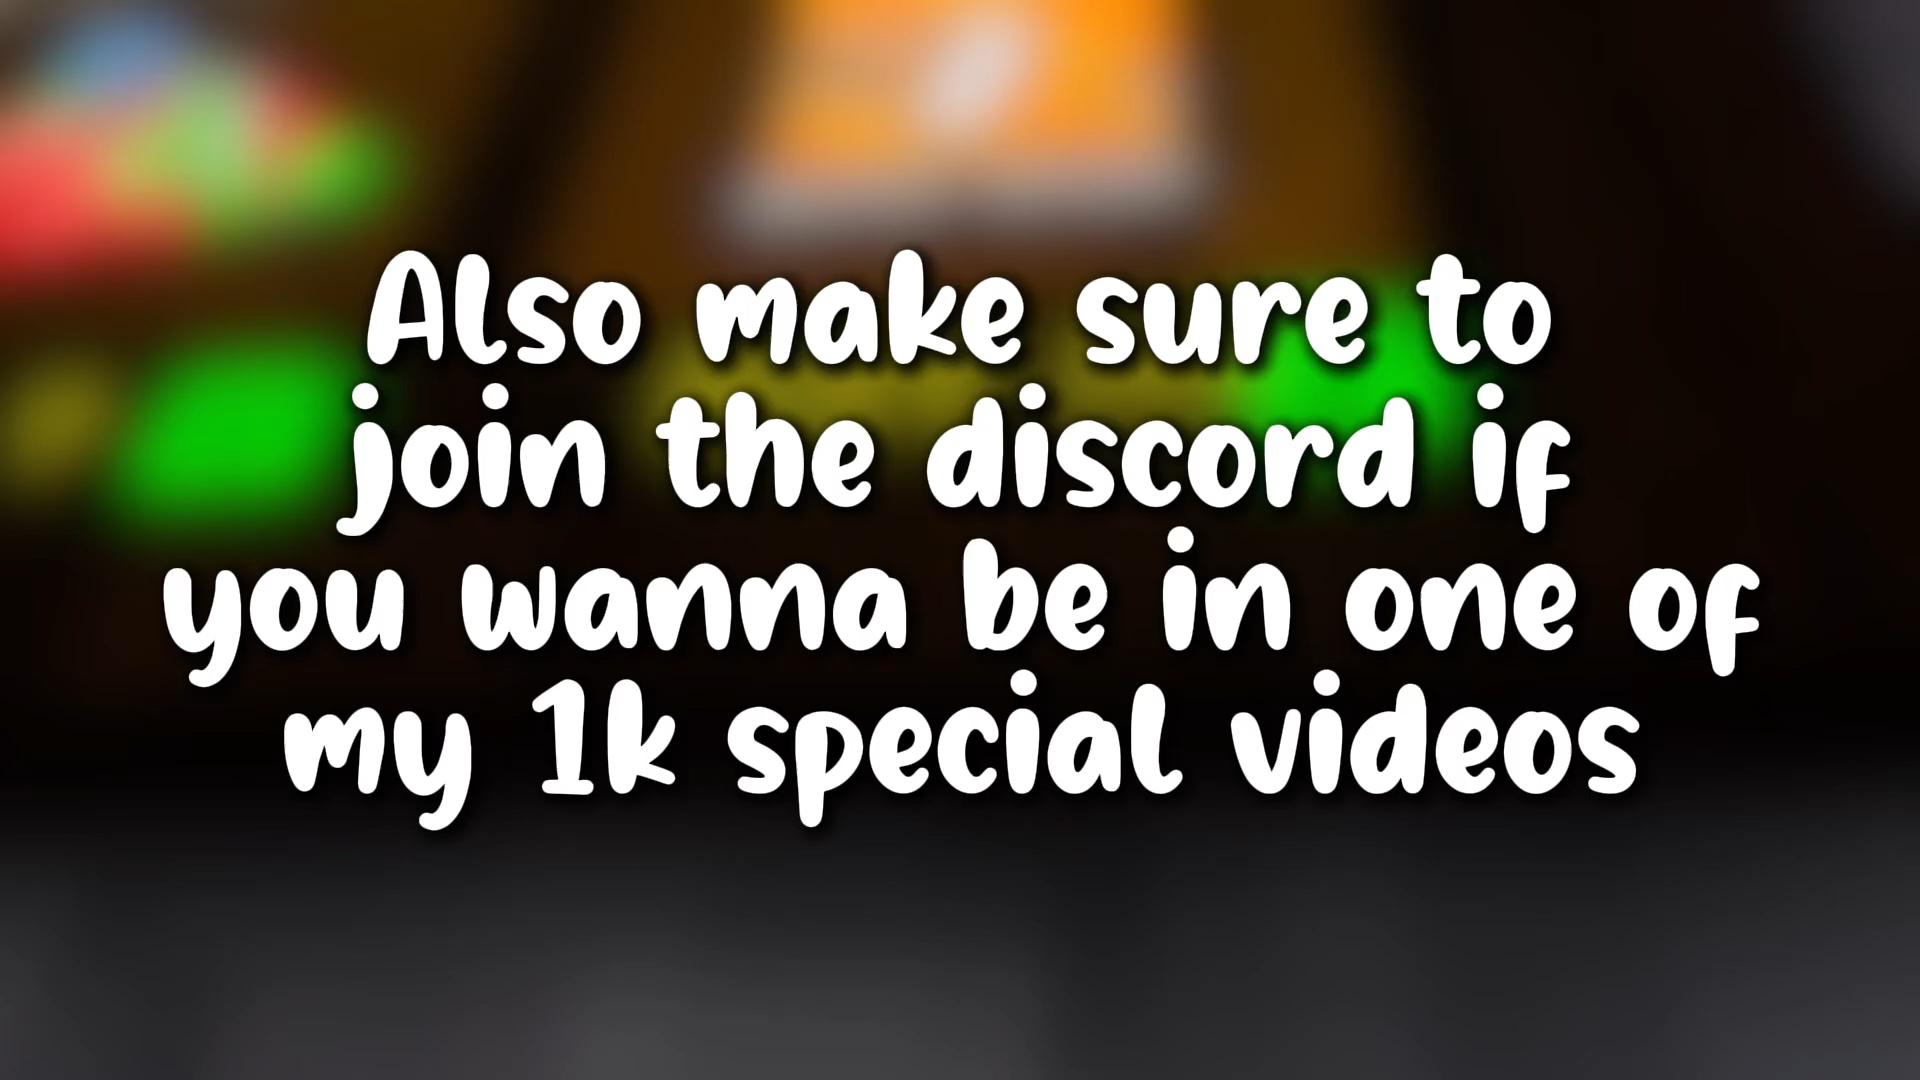 Also make sure to
join the discord if
you wanna be in one of
my 1k special videos